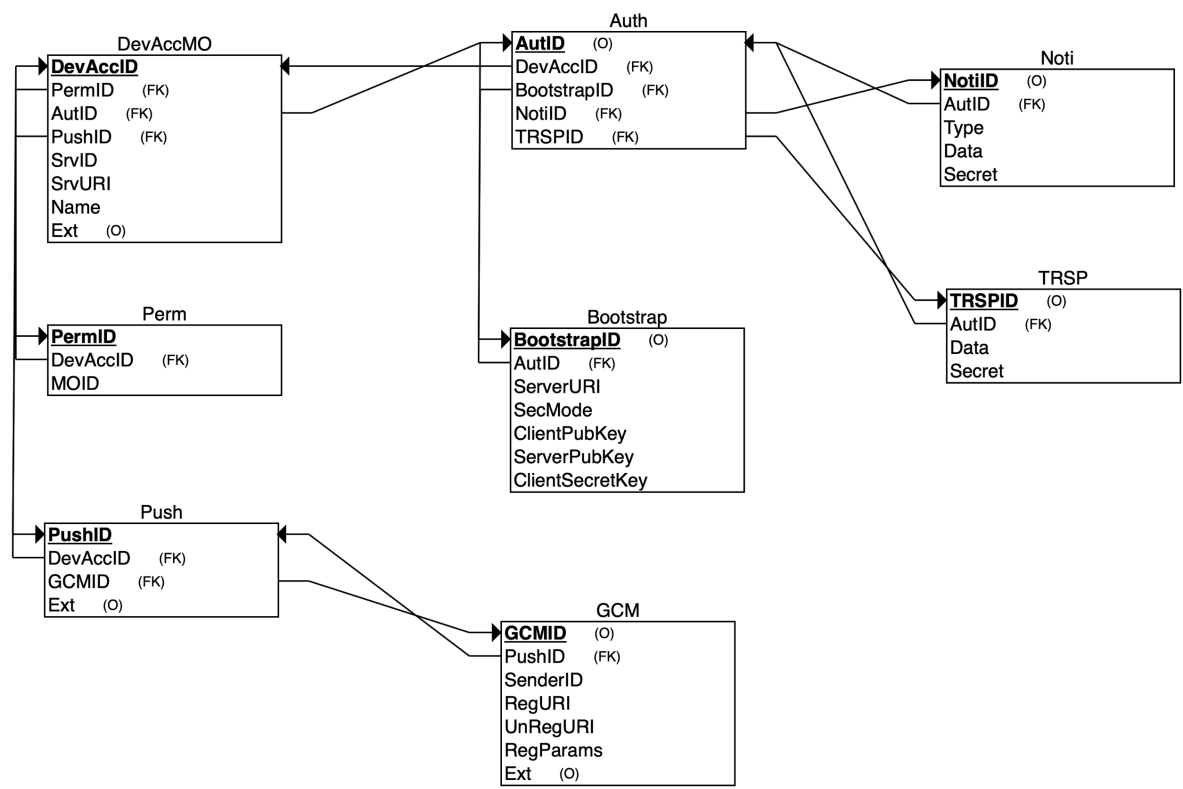 DevAccMO
DevAccID
PermID (FK)
AutID (FK)
PushID (FK)
SrvID
SrvURI
Name
Ext (O)
Auth
AutID (O)
DevAccID (FK)
BootstrapID (FK)
NotiID (FK)
TRSPID (FK)
Noti
NotiID (O)
AutID (FK)
Type
Data
Secret
Perm
PermID
DevAccID (FK)
MOID
Bootstrap
BootstrapID (O)
AutID (FK)
ServerURI
SecMode
ClientPubKey
ServerPubKey
ClientSecretKey
TRSP
TRSPID (O)
AutID (FK)
Data
Secret
Push
PushID
DevAccID (FK)
GCMID (FK)
Ext (O)
GCM
GCMID (O)
PushID (FK)
SenderID
RegURI
UnRegURI
RegParams
Ext (O)